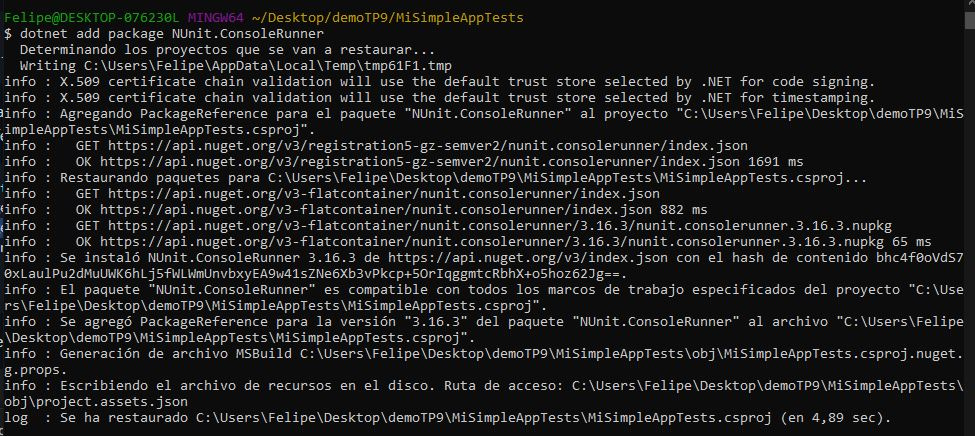 Felipe@DESKTOP-076230L MINGW64 ~/Desktop/demoTP9/MiSimpleAppTests
$ dotnet add package NUnit.ConsoleRunner
  Determinando los proyectos que se van a restaurar...
  Writing C:\Users\Felipe\AppData\Local\Temp\tmp61F1.tmp
info : X.509 certificate chain validation will use the default trust store selected by .NET for code signing.
info : X.509 certificate chain validation will use the default trust store selected by .NET for timestamping.
info : Agregando PackageReference para el paquete "NUnit.ConsoleRunner" al proyecto "C:\Users\Felipe\Desktop\demoTP9\MiS
impleAppTests\MiSimpleAppTests.csproj".
info :   GET https://api.nuget.org/v3/registration5-gz-semver2/nunit.consolerunner/index.json
info :   OK https://api.nuget.org/v3/registration5-gz-semver2/nunit.consolerunner/index.json 1691 ms
info : Restaurando paquetes para C:\Users\Felipe\Desktop\demoTP9\MiSimpleAppTests\MiSimpleAppTests.csproj...
info :   GET https://api.nuget.org/v3-flatcontainer/nunit.consolerunner/index.json
info :   OK https://api.nuget.org/v3-flatcontainer/nunit.consolerunner/index.json 882 ms
info :   GET https://api.nuget.org/v3-flatcontainer/nunit.consolerunner/3.16.3/nunit.consolerunner.3.16.3.nupkg
info :   OK https://api.nuget.org/v3-flatcontainer/nunit.consolerunner/3.16.3/nunit.consolerunner.3.16.3.nupkg 65 ms
info : Se instaló NUnit.ConsoleRunner 3.16.3 de https://api.nuget.org/v3/index.json con el hash de contenido bhc4f0oVdS7
0xLaulPu2dMuUWK6hLj5fWLWmUnvbxyEA9w41sZNe6Xb3vPkcp+5OrIqggmtcRbhX+o5hoz62Jg==.
info : El paquete "NUnit.ConsoleRunner" es compatible con todos los marcos de trabajo especificados del proyecto "C:\Use
rs\Felipe\Desktop\demoTP9\MiSimpleAppTests\MiSimpleAppTests.csproj".
info : Se agregó PackageReference para la versión "3.16.3" del paquete "NUnit.ConsoleRunner" al archivo "C:\Users\Felipe
\Desktop\demoTP9\MiSimpleAppTests\MiSimpleAppTests.csproj".
info : Generación de archivo MSBuild C:\Users\Felipe\Desktop\demoTP9\MiSimpleAppTests\obj\MiSimpleAppTests.csproj.nuget.
g.props.
info : Escribiendo el archivo de recursos en el disco. Ruta de acceso: C:\Users\Felipe\Desktop\demoTP9\MiSimpleAppTests\
obj\project.assets.json
log  : Se ha restaurado C:\Users\Felipe\Desktop\demoTP9\MiSimpleAppTests\MiSimpleAppTests.csproj (en 4,89 sec).